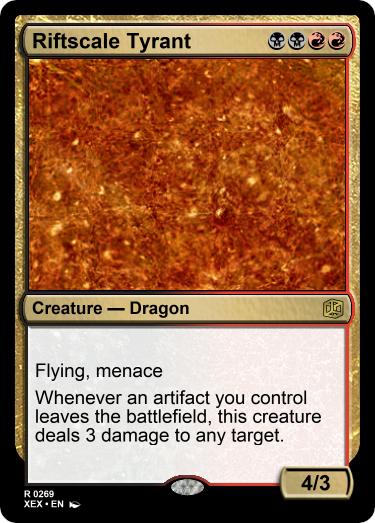 Riftscale Tyrant
Creature — Dragon
Flying, menace
Whenever an artifact you control
leaves the battlefield, this creature
deals 3 damage to any target.
4/3
R 0269
XEX • EN